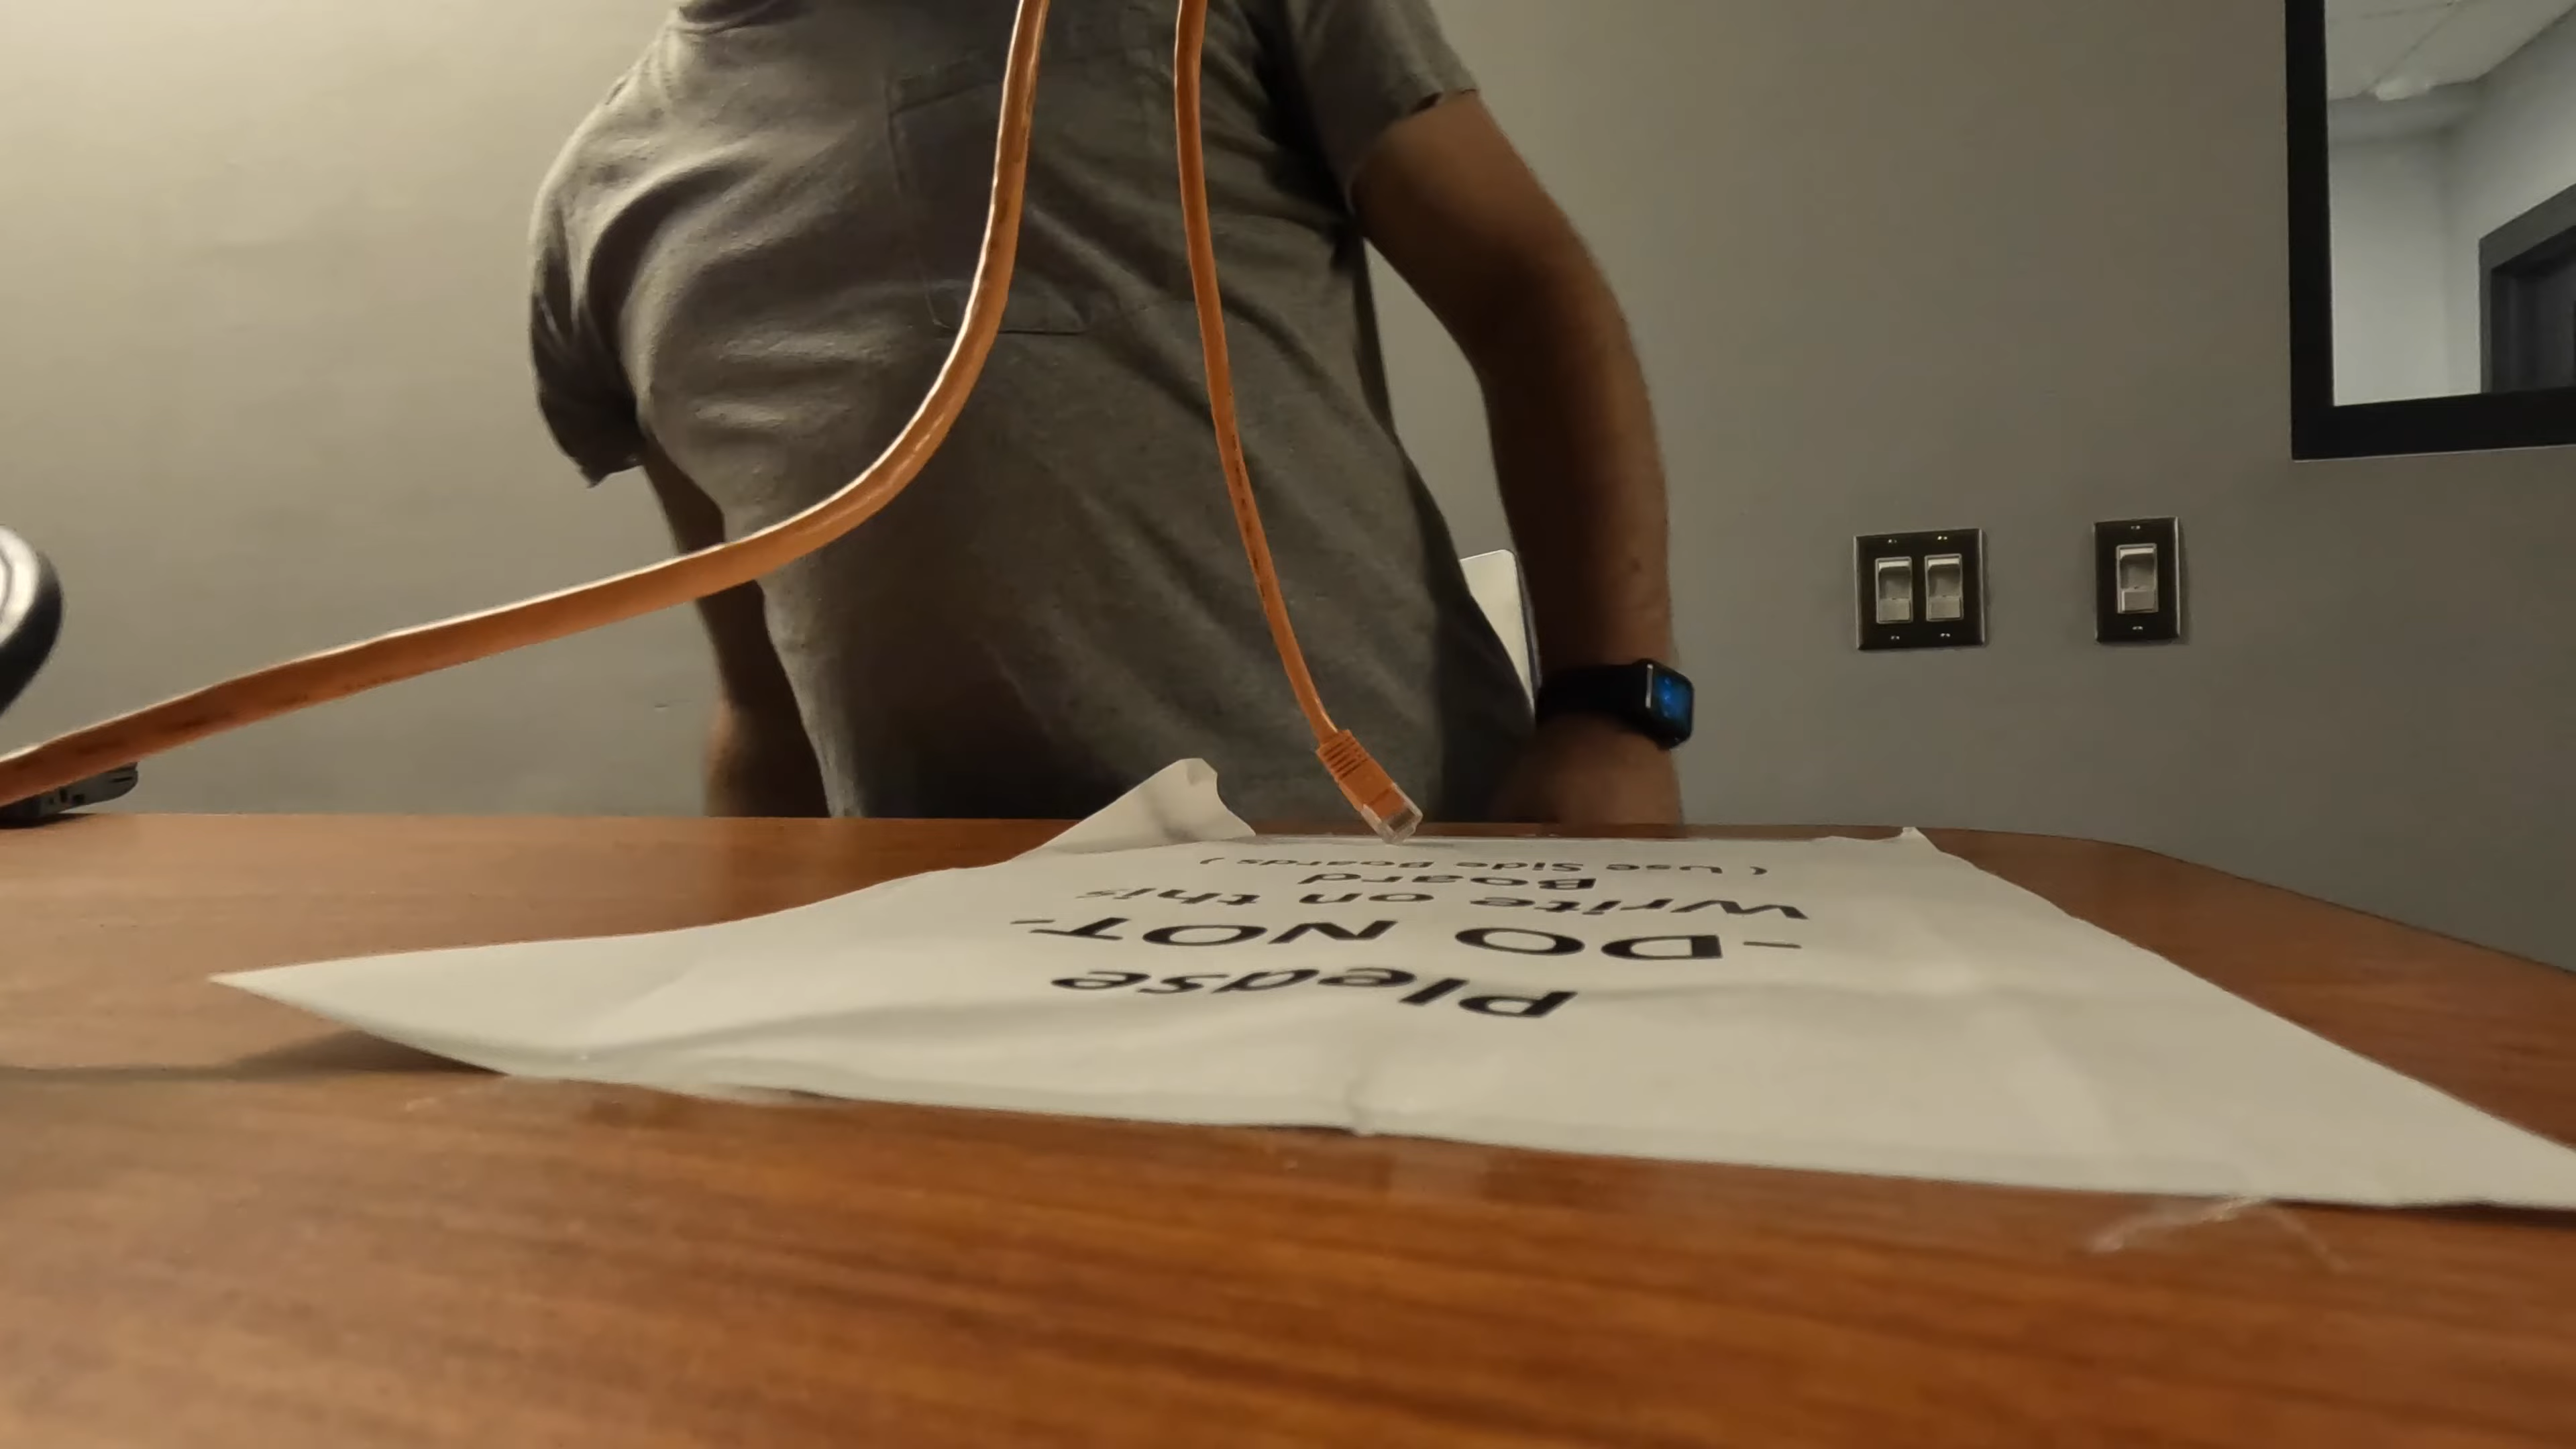 Please
-DO NOT-
Write on this
Board
( Use Side Boards )